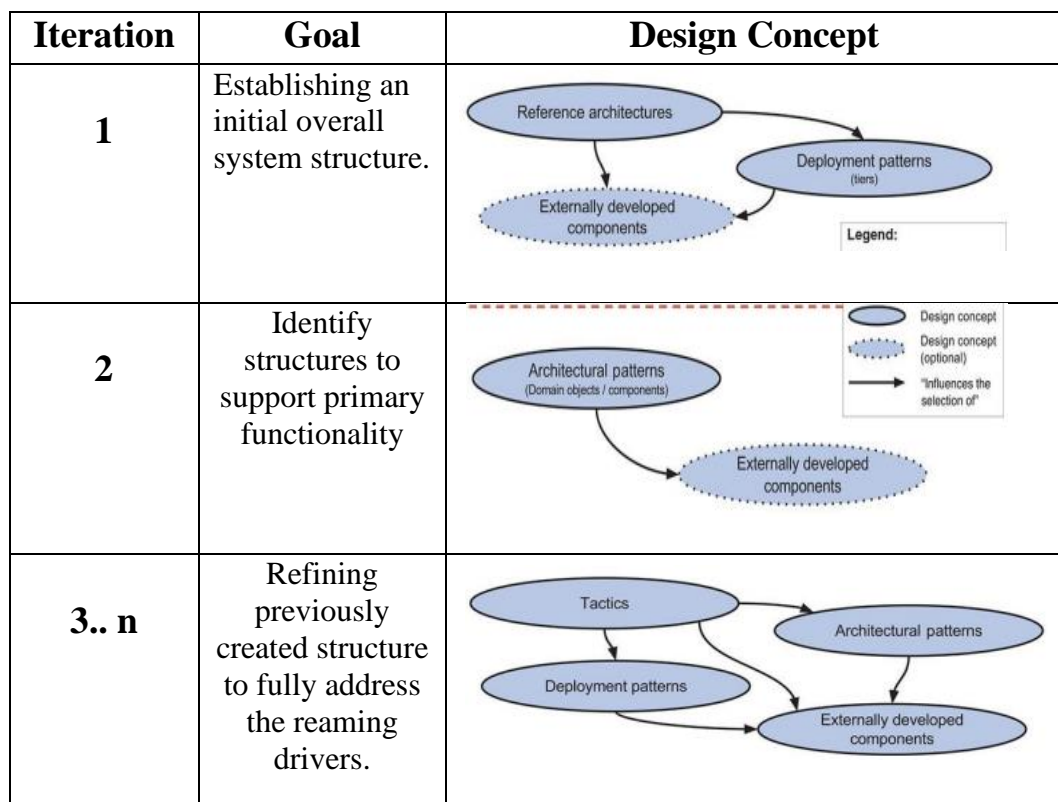 Iteration
Goal
Design Concept
1
Establishing an
initial overall
system structure.
Reference architectures
Deployment patterns
(tiers)
Externally developed
components
Legend:
2
Identify
structures to
support primary
functionality
Design concept
Design concept
(optional)
"Influences the
selection of"
Architectural patterns
(Domain objects / components)
Externally developed
components
3.. n
Refining
previously
created structure
to fully address
the reaming
drivers.
Tactics
Architectural patterns
Deployment patterns
Externally developed
components